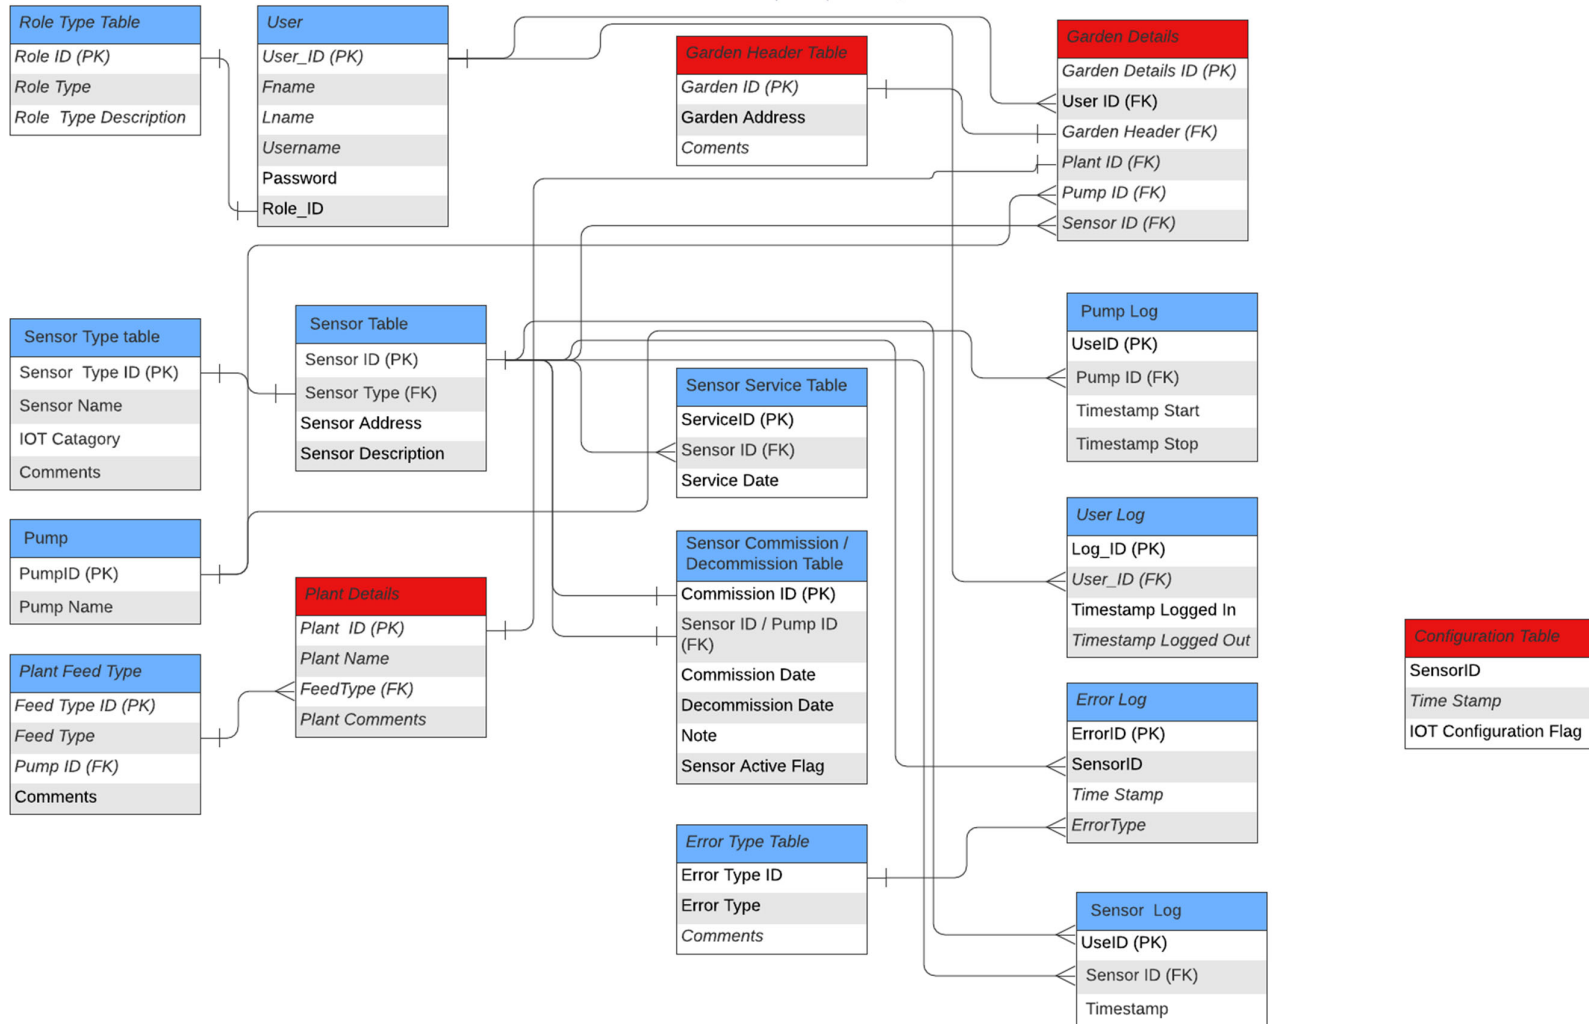 Role Type Table
Role ID (PK)
Role Type
Role Type Description
User
User_ID (PK)
Fname
Lname
Username
Password
Role_ID
Garden Header Table
Garden ID (PK)
Garden Address
Coments
Garden Details
Garden Details ID (PK)
User ID (FK)
Garden Header (FK)
Plant ID (FK)
Pump ID (FK)
Sensor ID (FK)
Sensor Type table
Sensor Type ID (PK)
Sensor Name
IOT Catagory
Comments
Sensor Table
Sensor ID (PK)
Sensor Type (FK)
Sensor Address
Sensor Description
Sensor Service Table
ServiceID (PK)
Sensor ID (FK)
Service Date
Pump Log
UseID (PK)
Pump ID (FK)
Timestamp Start
Timestamp Stop
Pump
PumpID (PK)
Pump Name
Plant Details
Plant ID (PK)
Plant Name
FeedType (FK)
Plant Comments
Sensor Commission /
Decommission Table
Commission ID (PK)
Sensor ID / Pump ID
(FK)
Commission Date
Decommission Date
Note
Sensor Active Flag
User Log
Log_ID (PK)
User_ID (FK)
Timestamp Logged In
Timestamp Logged Out
Configuration Table
SensorID
Time Stamp
IOT Configuration Flag
Plant Feed Type
Feed Type ID (PK)
Feed Type
Pump ID (FK)
Comments
Error Log
ErrorID (PK)
SensorID
Time Stamp
ErrorType
Error Type Table
Error Type ID
Error Type
Comments
Sensor Log
UseID (PK)
Sensor ID (FK)
Timestamp